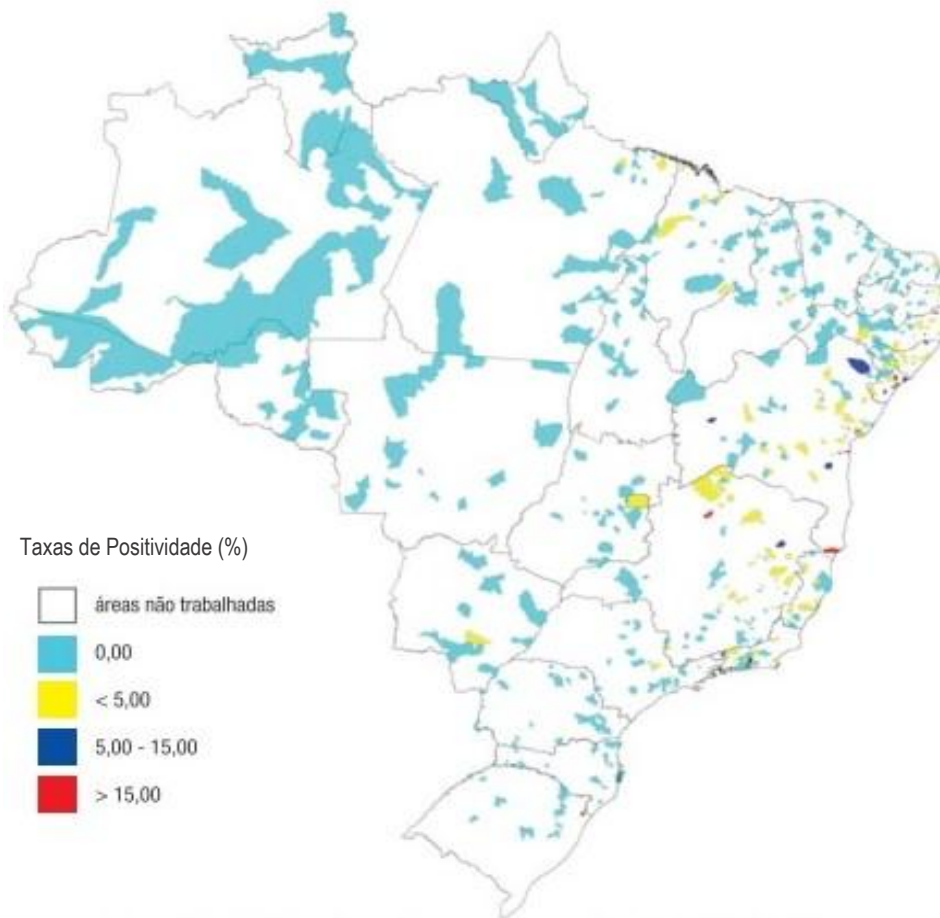 Taxas de Positividade (%)
áreas não trabalhadas
0,00
< 5,00
5,00 - 15,00
> 15,00